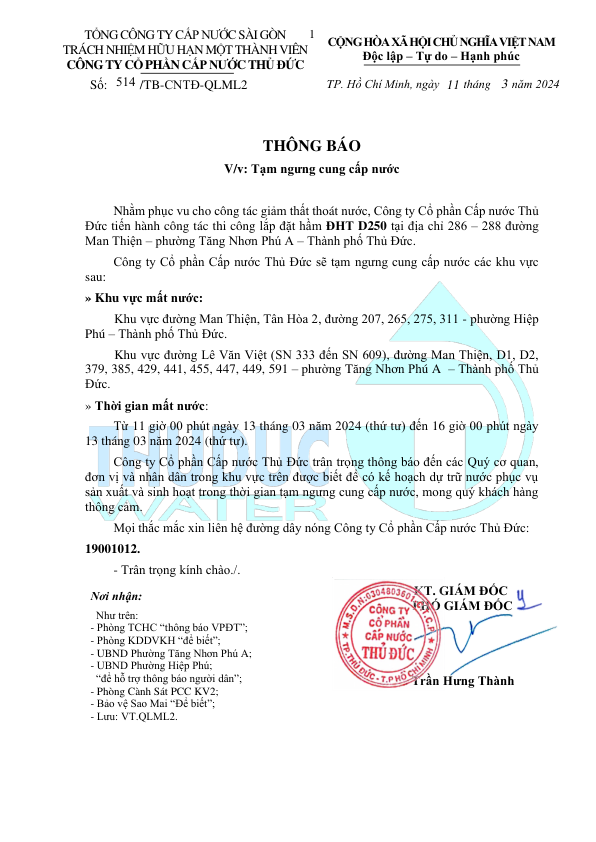 TỔNG CÔNG TY CẤP NƯỚC SÀI GÒN
TRÁCH NHIỆM HỮU HẠN MỘT THÀNH VIÊN
CÔNG TY CỔ PHẦN CẤP NƯỚC THỦ ĐỨC
Số: 514 /TB-CNTĐ-QLML2
1
CỘNG HÒA XÃ HỘI CHỦ NGHĨA VIỆT NAM
Độc lập – Tự do – Hạnh phúc
TP. Hồ Chí Minh, ngày 11 tháng 3 năm 2024
THÔNG BÁO
V/v: Tạm ngưng cung cấp nước
Nhằm phục vu cho công tác giảm thất thoát nước, Công ty Cổ phần Cấp nước Thủ
Đức tiến hành công tác thi công lắp đặt hầm ĐHT D250 tại địa chỉ 286 – 288 đường
Man Thiện – phường Tăng Nhơn Phú A – Thành phố Thủ Đức.
Công ty Cổ phần Cấp nước Thủ Đức sẽ tạm ngưng cung cấp nước các khu vực
sau:
» Khu vực mất nước:
Khu vực đường Man Thiện, Tân Hòa 2, đường 207, 265, 275, 311 - phường Hiệp
Phú – Thành phố Thủ Đức.
Khu vực đường Lê Văn Việt (SN 333 đến SN 609), đường Man Thiện, D1, D2,
379, 385, 429, 441, 455, 447, 449, 591 – phường Tăng Nhơn Phú A – Thành phố Thủ
Đức.
» Thời gian mất nước:
Từ 11 giờ 00 phút ngày 13 tháng 03 năm 2024 (thứ tư) đến 16 giờ 00 phút ngày
13 tháng 03 năm 2024 (thứ tư).
Công ty Cổ phần Cấp nước Thủ Đức trân trọng thông báo đến các Quý cơ quan,
đơn vị và nhân dân trong khu vực trên được biết để có kế hoạch dự trữ nước phục vụ
sản xuất và sinh hoạt trong thời gian tạm ngưng cung cấp nước, mong quý khách hàng
thông cảm.
Mọi thắc mắc xin liên hệ đường dây nóng Công ty Cổ phần Cấp nước Thủ Đức:
19001012.
- Trân trọng kính chào./.
Nơi nhận:
Như trên:
- Phòng TCHC “thông báo VPĐT”;
- Phòng KDDVKH “để biết”;
- UBND Phường Tăng Nhơn Phú A;
- UBND Phường Hiệp Phú;
“để hỗ trợ thông báo người dân”;
- Phòng Cảnh Sát PCC KV2;
- Bảo vệ Sao Mai “Để biết”;
- Lưu: VT.QLML2.
KT. GIÁM ĐỐC
PHÓ GIÁM ĐỐC
M.S.D.N:0304803601-C.T.C.P
CÔNG TY
CỔ PHẦN
CẤP NƯỚC
THỦ ĐỨC
TP.THỦ ĐỨC - T.P HỒ CHÍ MINH
Trần Hưng Thành
THUDUC
WATER